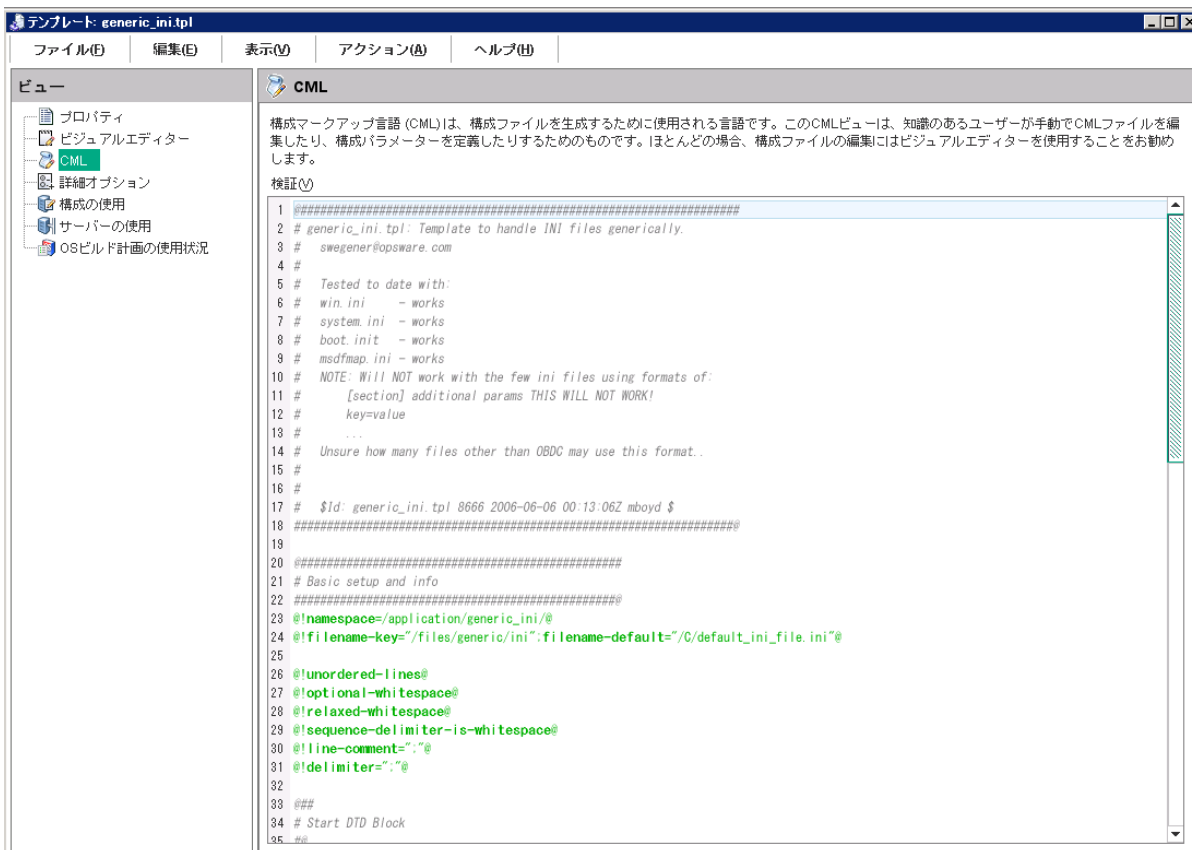 テンプレート: generic_ini.tpl
ファイル(F) 編集(E) 表示(V) アクション(A) ヘルプ(H)
ビュー
プロパティ
ビジュアルエディター
CML
詳細オプション
構成の使用
サーバーの使用
OSビルド計画の使用状況
CML
構成マークアップ言語 (CML)は、構成ファイルを生成するために使用される言語です。このCMLビューは、知識のあるユーザーが手動でCMLファイルを編
集したり、構成パラメーターを定義したりするためのものです。ほとんどの場合、構成ファイルの編集にはビジュアルエディターを使用することをお勧め
します。
検証(V)
1 @###################################################################
2 # generic_ini.tpl: Template to handle INI files generically.
3 #   swegener@opsware.com
4 #
5 #   Tested to date with:
6 #   win.ini     - works
7 #   system.ini  - works
8 #   boot.init   - works
9 #   msdfmap.ini - works
10 #   NOTE: Will NOT work with the few ini files using formats of:
11 #       [section] additional params THIS WILL NOT WORK!
12 #       key=value
13 #       ...
14 #   Unsure how many files other than OBDC may use this format..
15 #
16 #
17 #   $Id: generic_ini.tpl 8666 2006-06-06 00:13:06Z mboyd $
18 ###################################################################@
19
20 @#################################################
21 # Basic setup and info
22 #################################################@
23 @!namespace=/application/generic_ini/@
24 @!filename-key="/files/generic/ini";filename-default="/C/default_ini_file.ini"@
25
26 @!unordered-lines@
27 @!optional-whitespace@
28 @!relaxed-whitespace@
29 @!sequence-delimiter-is-whitespace@
30 @!line-comment=";"@
31 @!delimiter=";"@
32
33 @##
34 # Start DTD Block
35 ##@